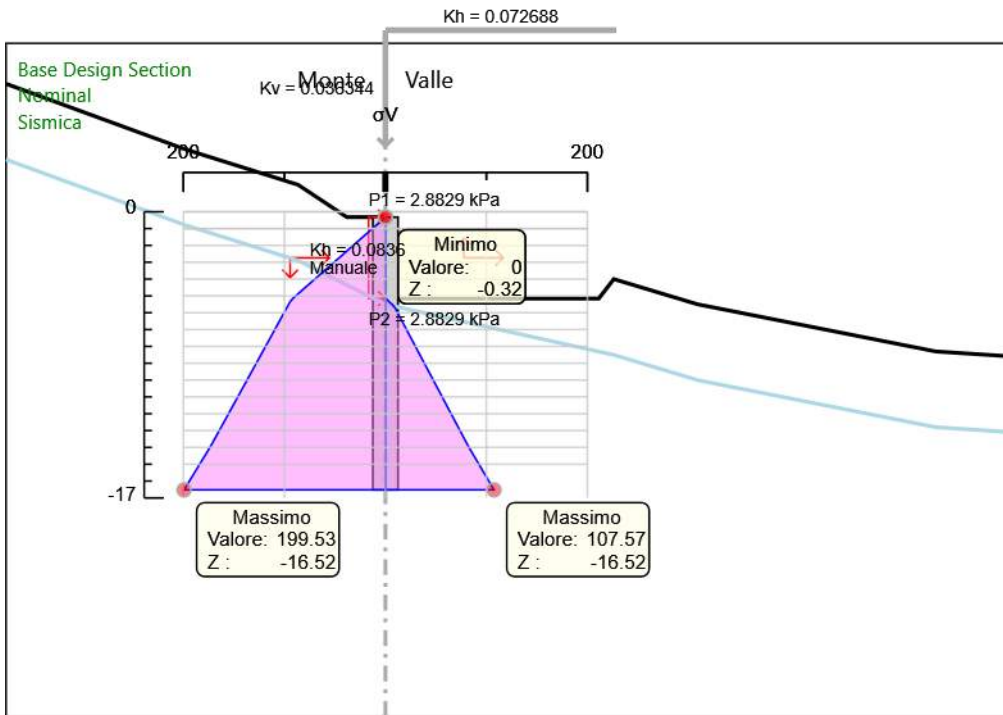 Kh = 0.072688
Base Design Section
Nominal
Sismica
Monte
Valle
Kv = 0.036344
σV
200
200
P1 = 2.8829 kPa
0
Kh = 0.0836
Manuale
Minimo
Valore: 0
Z : -0.32
P2 = 2.8829 kPa
-17
Massimo
Valore: 199.53
Z : -16.52
Massimo
Valore: 107.57
Z : -16.52